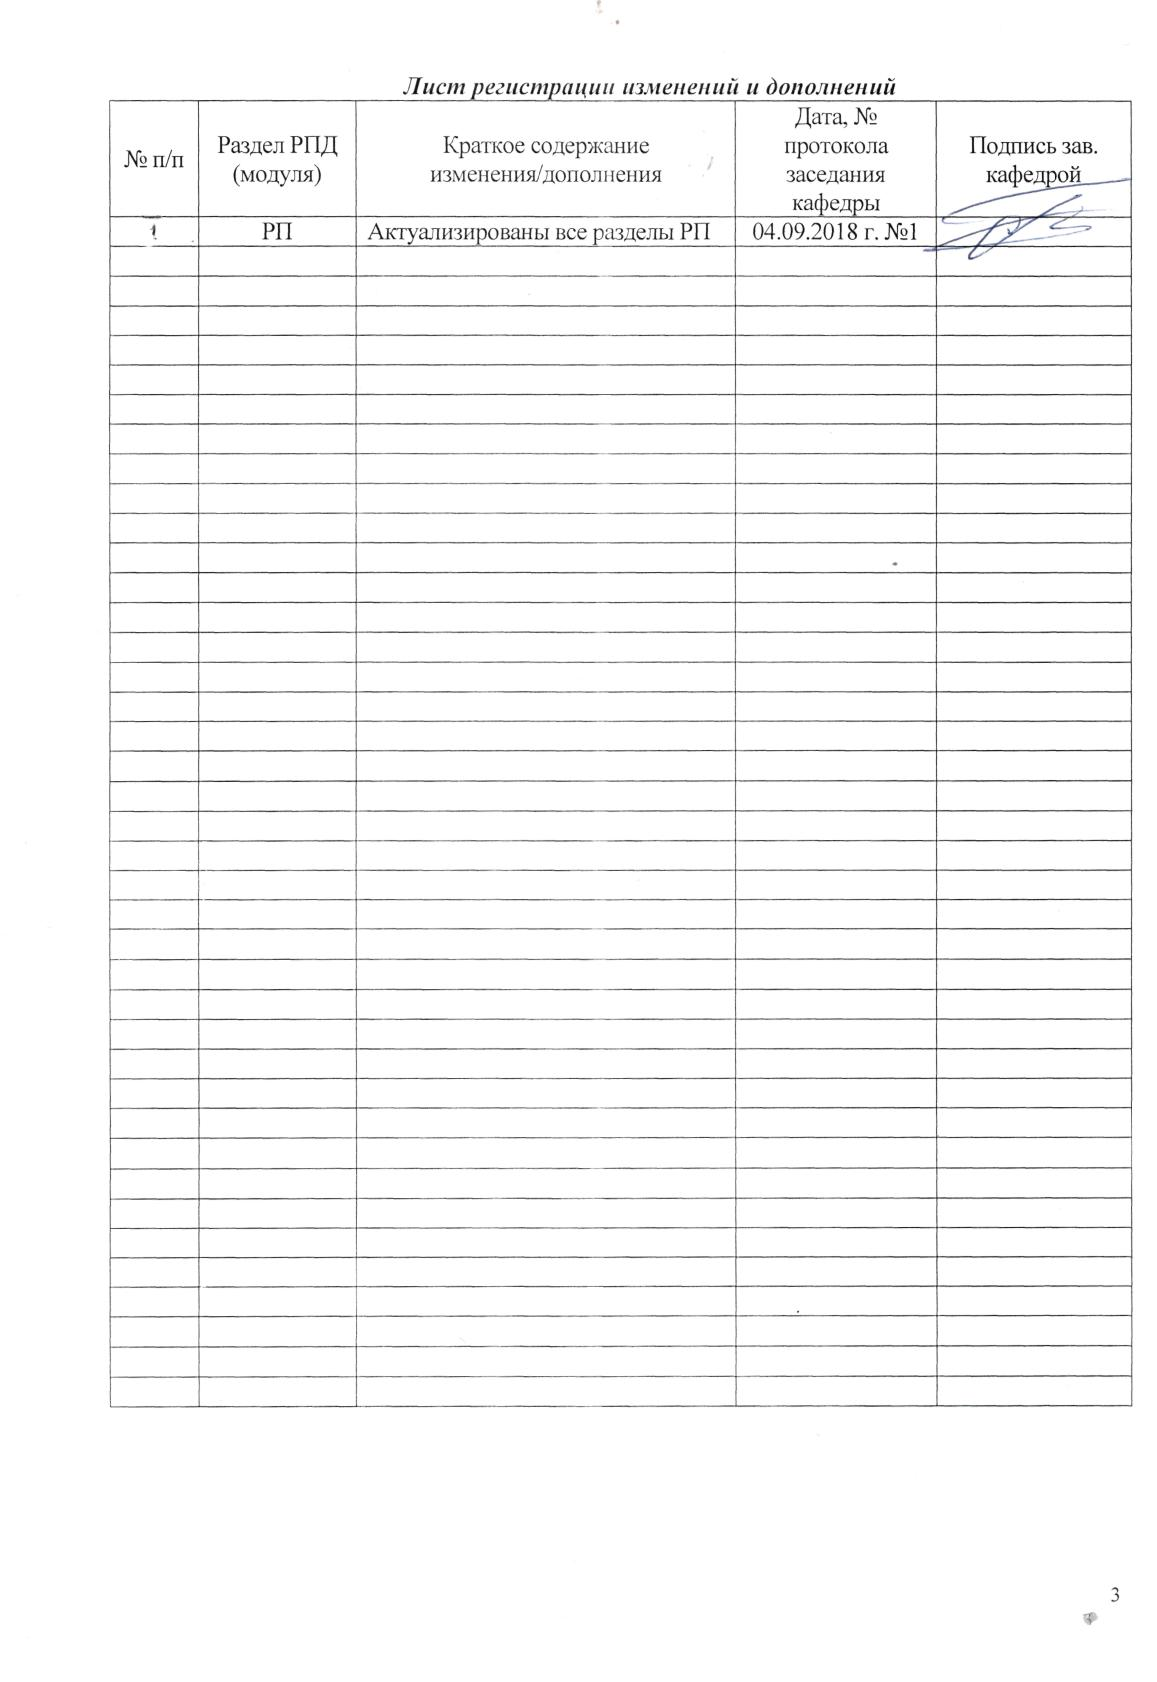 Лист регистрации изменений и дополнений
№ п/п
Раздел РПД
(модуля)
Краткое содержание
изменения/дополнения
Дата, №
протокола
заседания
кафедры
Подпись зав.
кафедрой
1
РП
Актуализированы все разделы РП
04.09.2018 г. №1
3